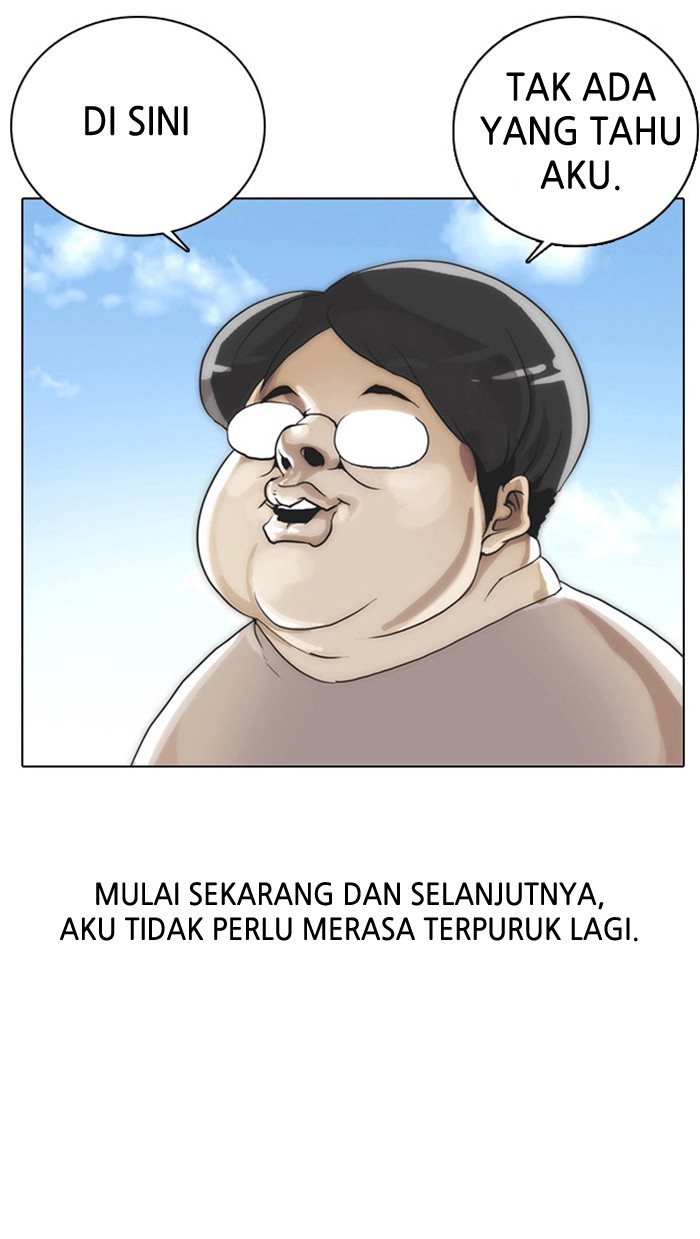 DI SINI
TAK ADA
YANG TAHU
AKU.
MULAI SEKARANG DAN SELANJUTNYA,
AKU TIDAK PERLU MERASA TERPURUK LAGI.